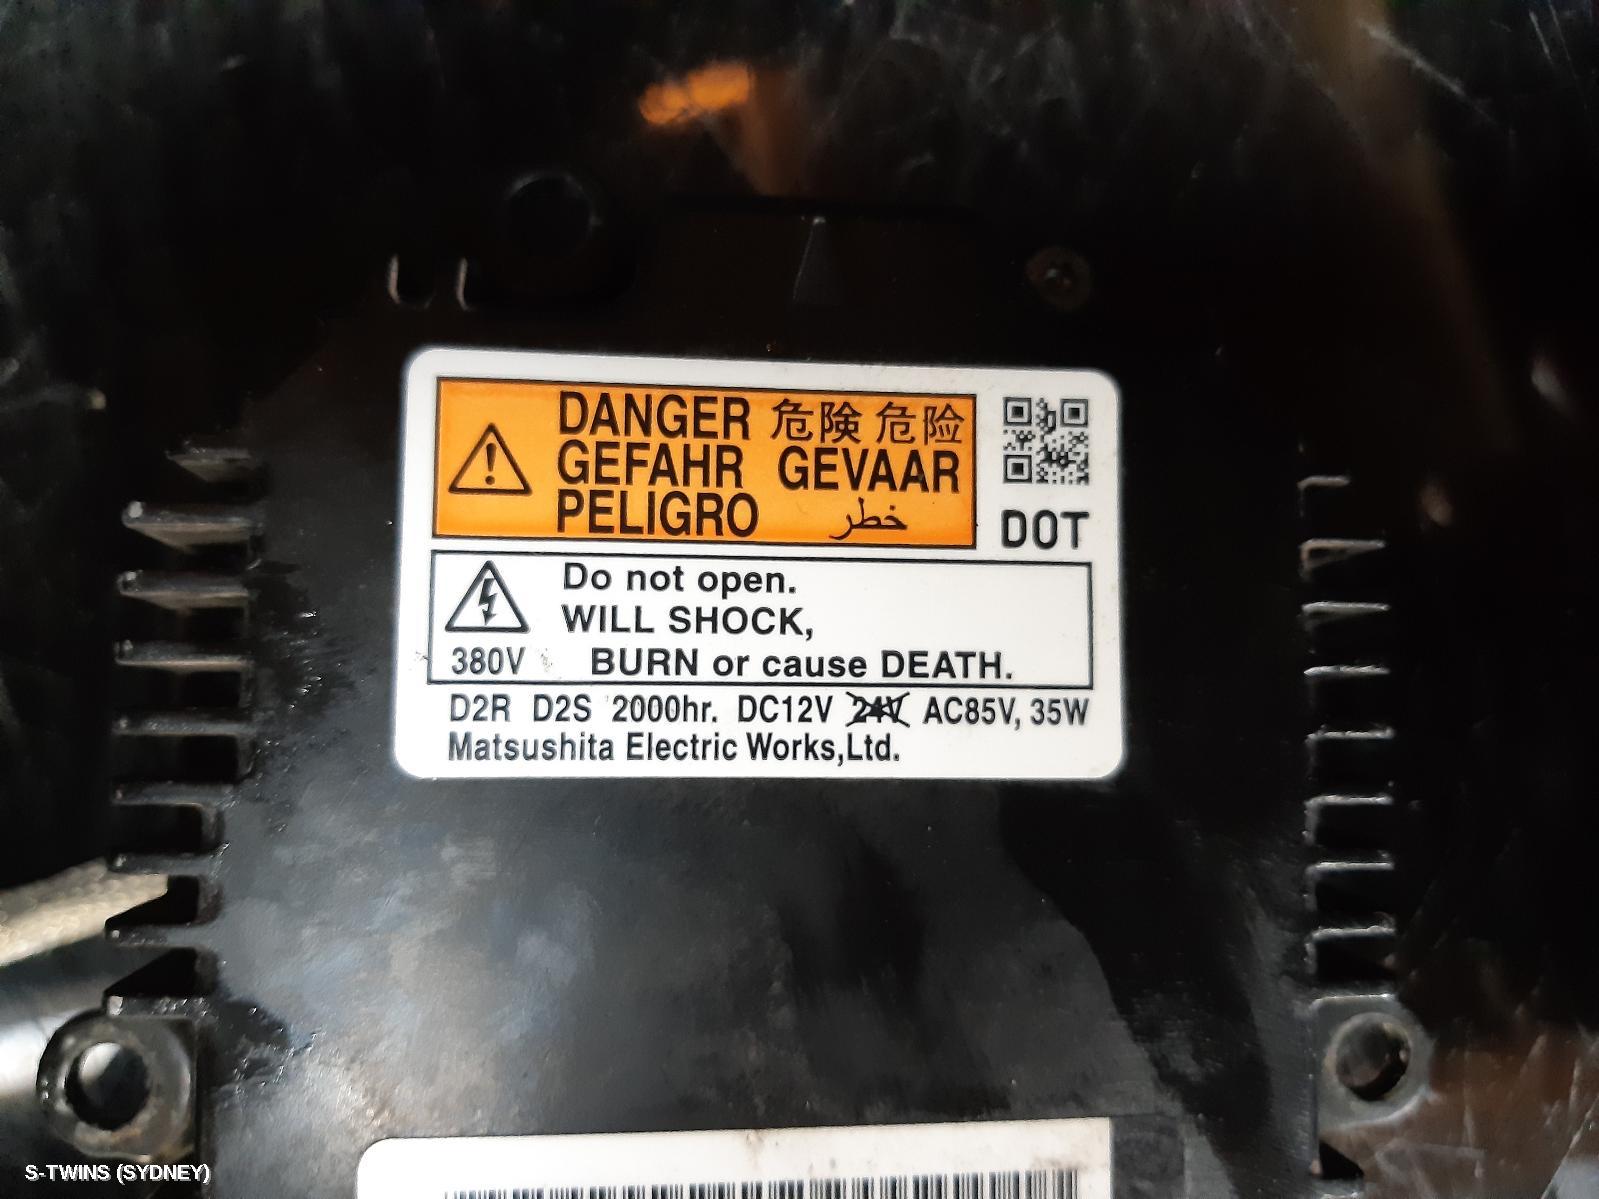 DANGER 危険 危险
GEFAHR GEVAAR
PELIGRO خطر
DOT
Do not open.
WILL SHOCK,
380V BURN or cause DEATH.
D2R D2S 2000hr. DC12V 24V AC85V, 35W
Matsushita Electric Works,Ltd.
S-TWINS (SYDNEY)